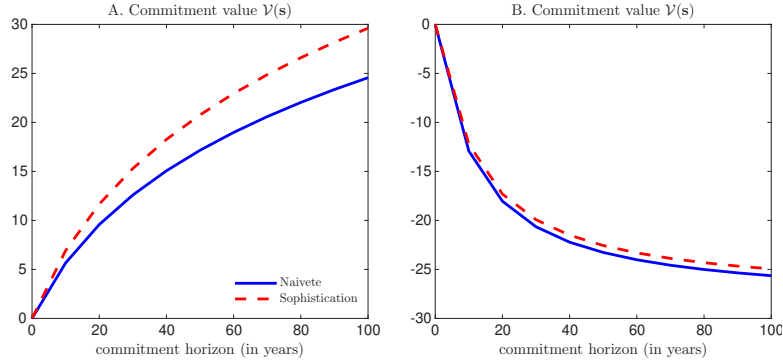 A. Commitment value V(s)
30
25
20
15
10
5
0
0 20 40 60 80 100
commitment horizon (in years)
Naivete
Sophistication
B. Commitment value V(s)
0
-5
-10
-15
-20
-25
-30
0 20 40 60 80 100
commitment horizon (in years)